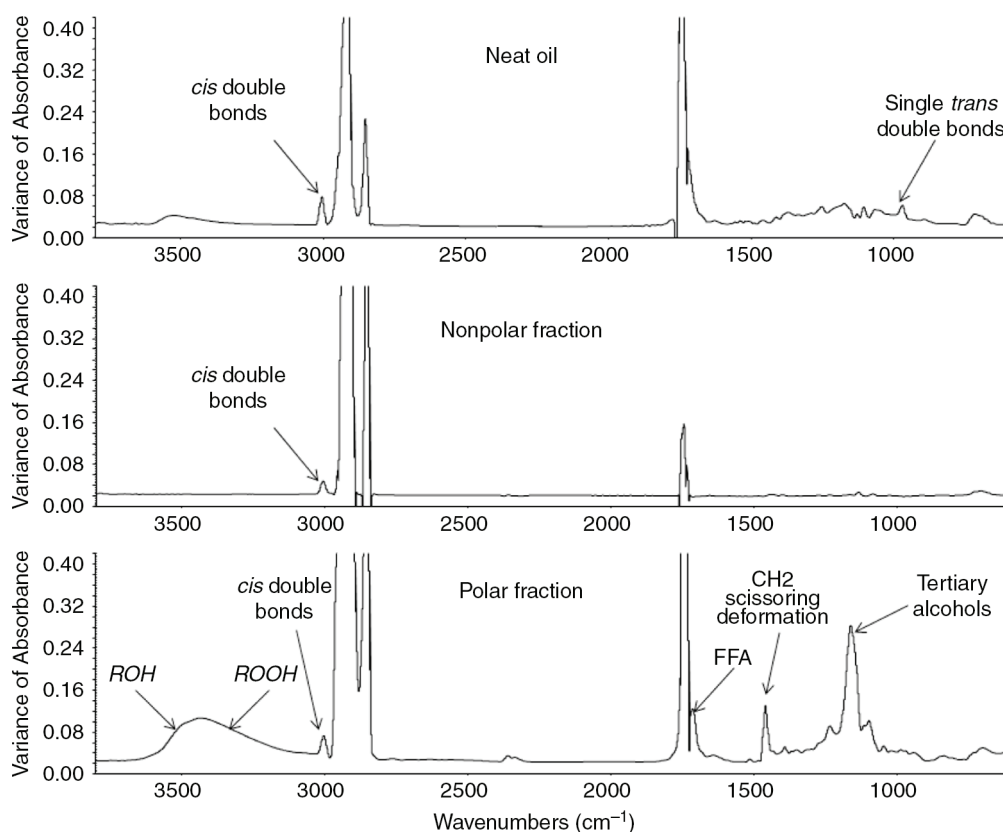 Variance of Absorbance
0.40
0.32
0.24
0.16
0.08
0.00
Neat oil
cis double
bonds
Single trans
double bonds
3500 3000 2500 2000 1500 1000
Variance of Absorbance
0.40
0.32
0.24
0.16
0.08
0.00
Nonpolar fraction
cis double
bonds
3500 3000 2500 2000 1500 1000
Variance of Absorbance
0.40
0.32
0.24
0.16
0.08
0.00
Polar fraction
ROH
ROOH
cis double
bonds
FFA
CH2
scissoring
deformation
Tertiary
alcohols
3500 3000 2500 2000 1500 1000
Wavenumbers (cm⁻¹)